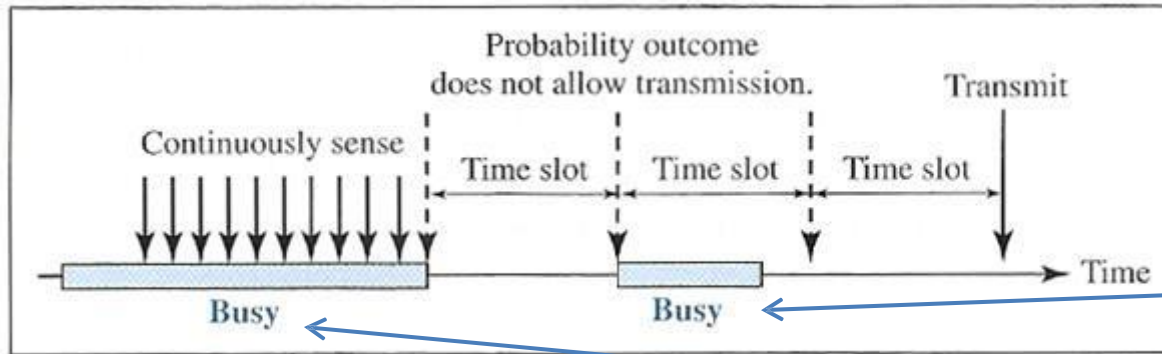 Probability outcome
does not allow transmission.
Transmit
Continuously sense
Time slot
Time slot
Time slot
Time
Busy
Busy